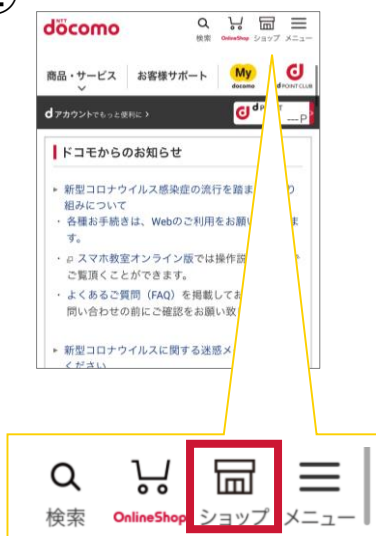 NTT
docomo
検索 OnlineShop ショップ メニュー
商品・サービス お客様サポート My docomo d POINT CLUB
dアカウントでもっと便利に > d POINT __P
ドコモからのお知らせ
新型コロナウイルス感染症の流行を踏ま り
組みについて
・各種お手続きは、Webのご利用をお願い ま
す。
・スマホ教室オンライン版では操作説
ご覧頂くことができます。
・よくあるご質問(FAQ)を掲載してお
問い合わせの前にご確認をお願い致
新型コロナウイルスに関する迷惑メ
ください
検索 OnlineShop ショップ メニュー